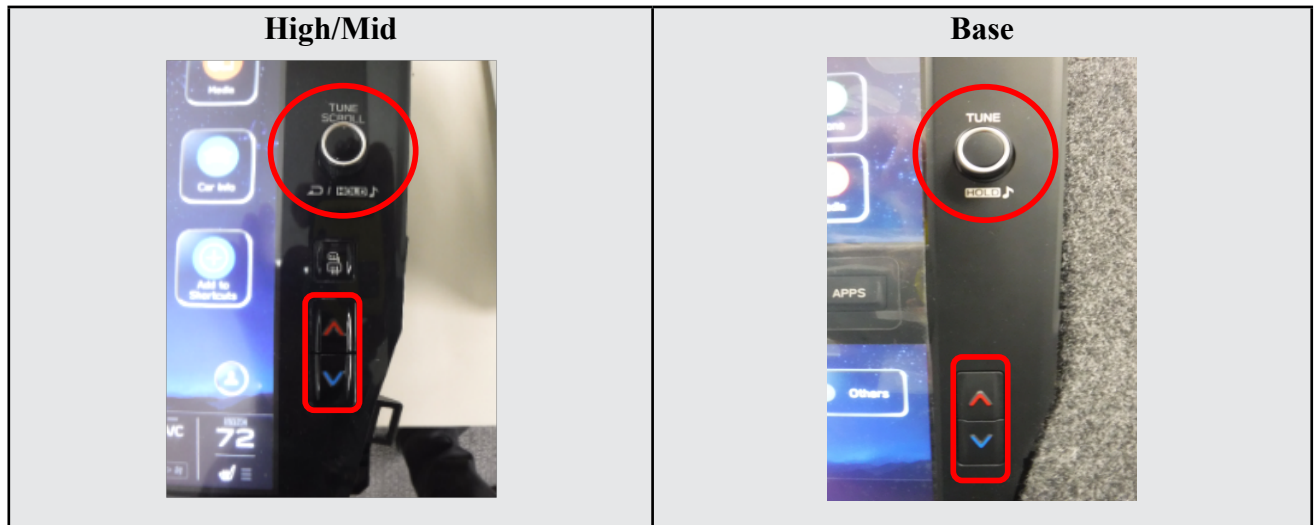 High/Mid
Base
Media
TUNE
SCROLL
Car Info
/ HOLD
Add to
Shortcuts
72
TUNE
HOLD
APPS
Others